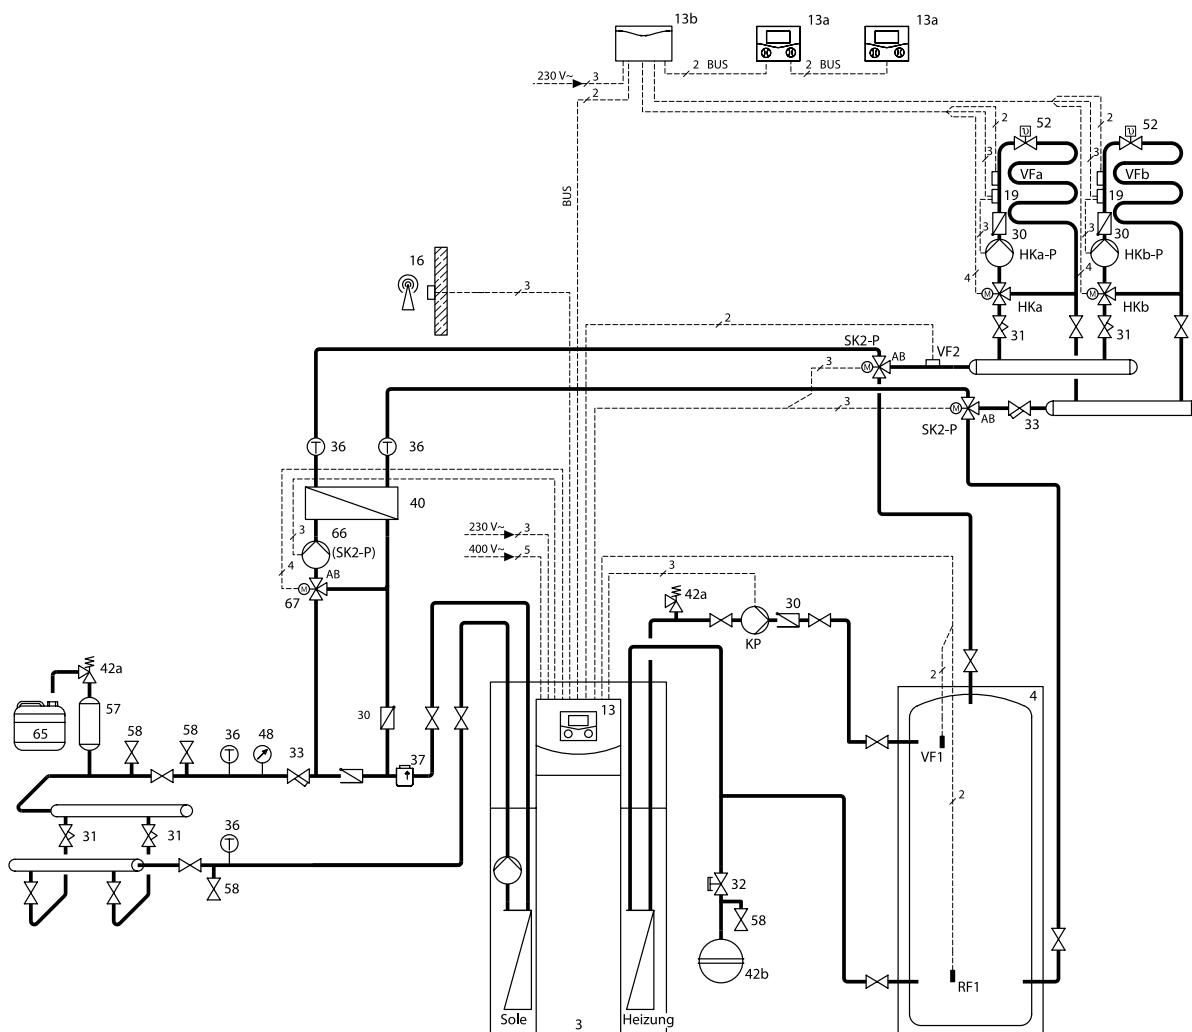 13b
13a
13a
2 BUS
2 BUS
230 V~ 3
2
2
2
52
52
3
3
VFa
VFb
BUS
19
19
3
3
30
30
16
HKa-P
HKb-P
4
4
3
M
M
HKa
HKb
2
31
31
SK2-P
AB
VF2
3
M
3
M
AB
33
SK2-P
36
36
40
3
66
(SK2-P)
230 V~ 3
400 V~ 5
4
AB
M
67
3
42a
30
KP
42a
2
57
58
58
36
48
33
30
13
4
65
37
VF1
2
31
31
36
58
32
58
42b
RF1
Sole
3
Heizung